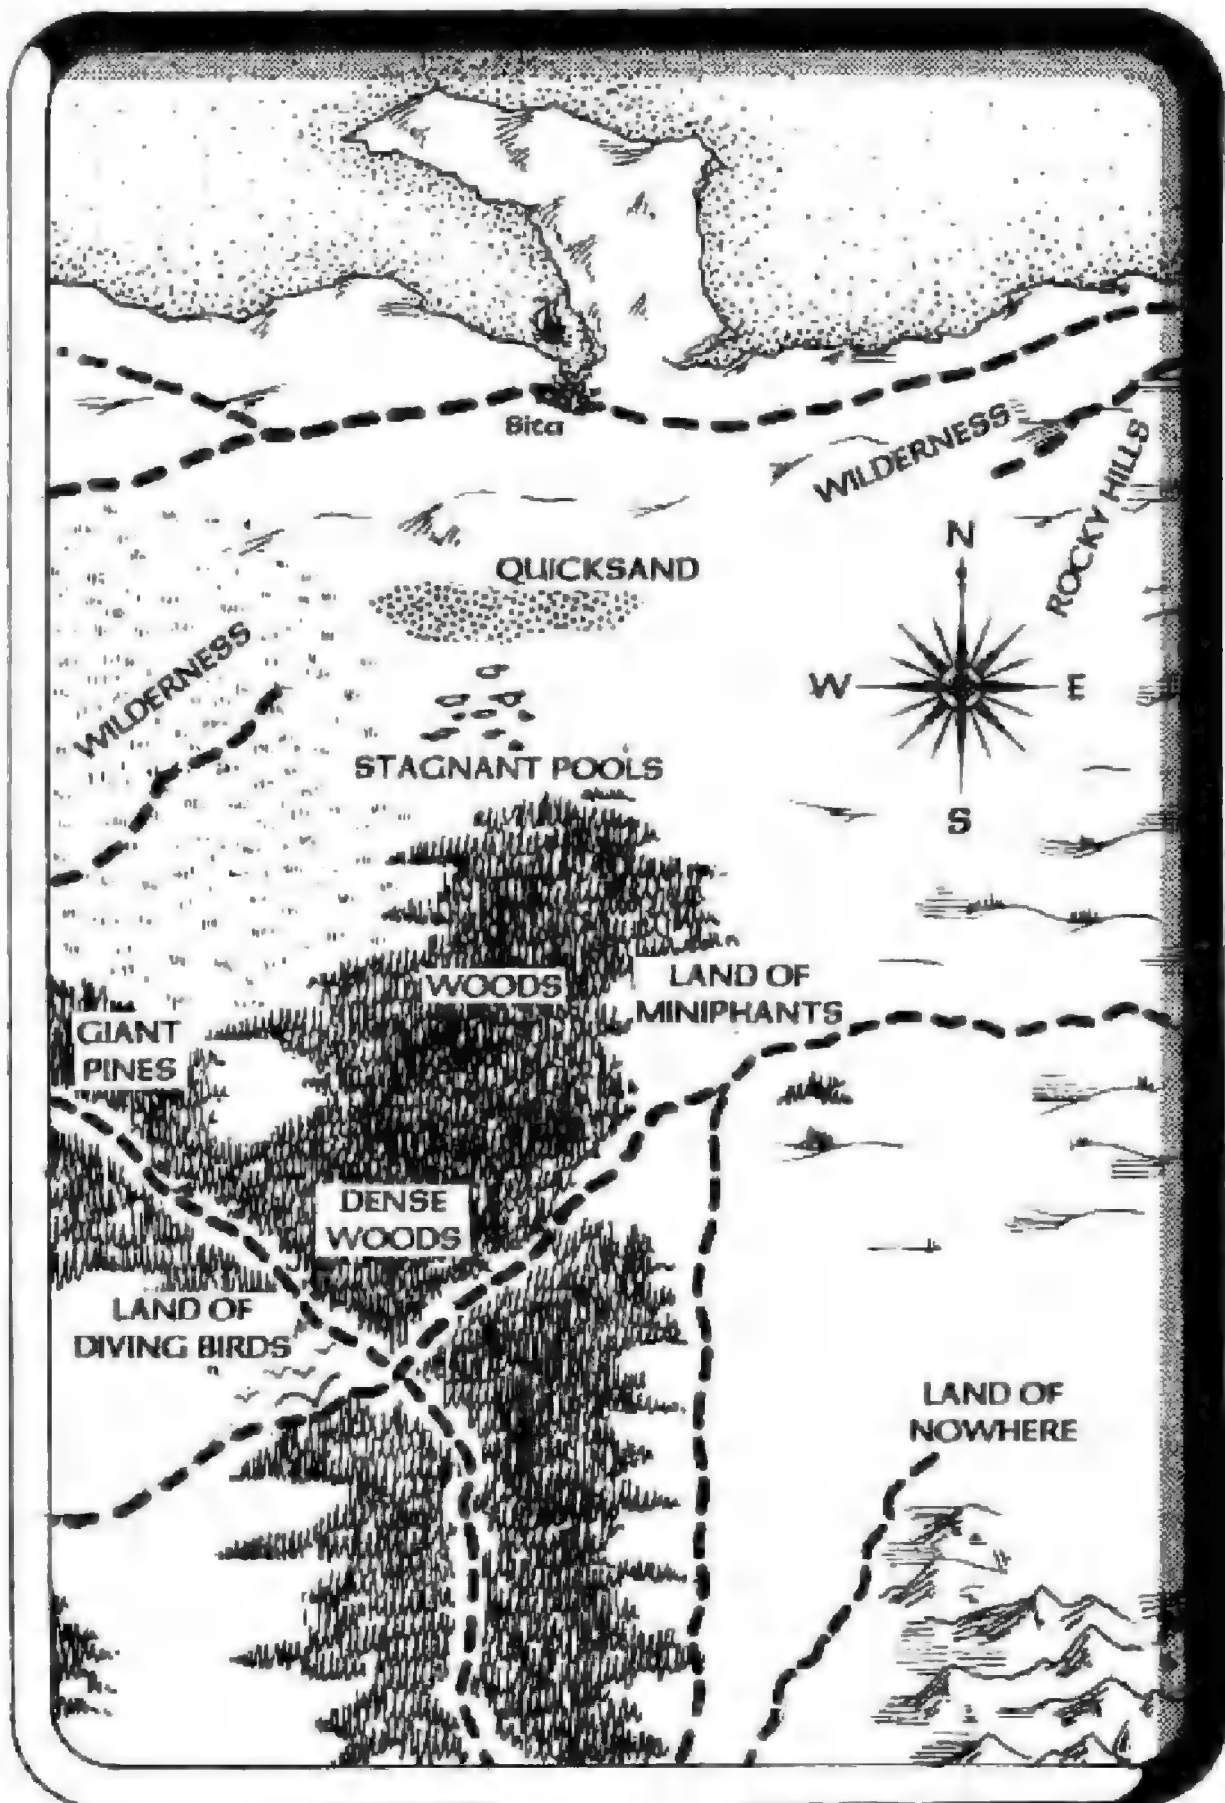 Bicci
WILDERNESS
ROCKY HILLS
N
QUICKSAND
WILDERNESS
W
E
STAGNANT POOLS
S
WOODS
LAND OF
MINIPHANTS
GIANT
PINES
DENSE
WOODS
LAND OF
DIVING BIRDS
LAND OF
NOWHERE